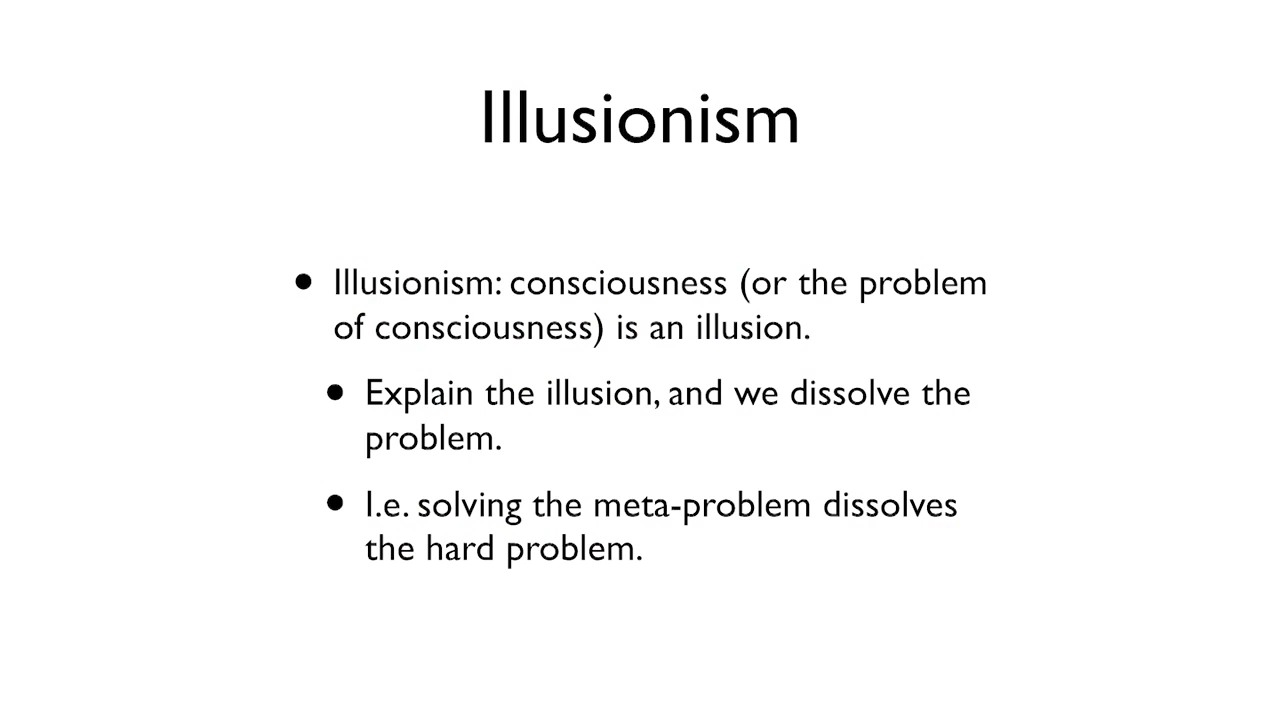 Illusionism
• Illusionism: consciousness (or the problem
of consciousness) is an illusion.
• Explain the illusion, and we dissolve the
problem.
• I.e. solving the meta-problem dissolves
the hard problem.